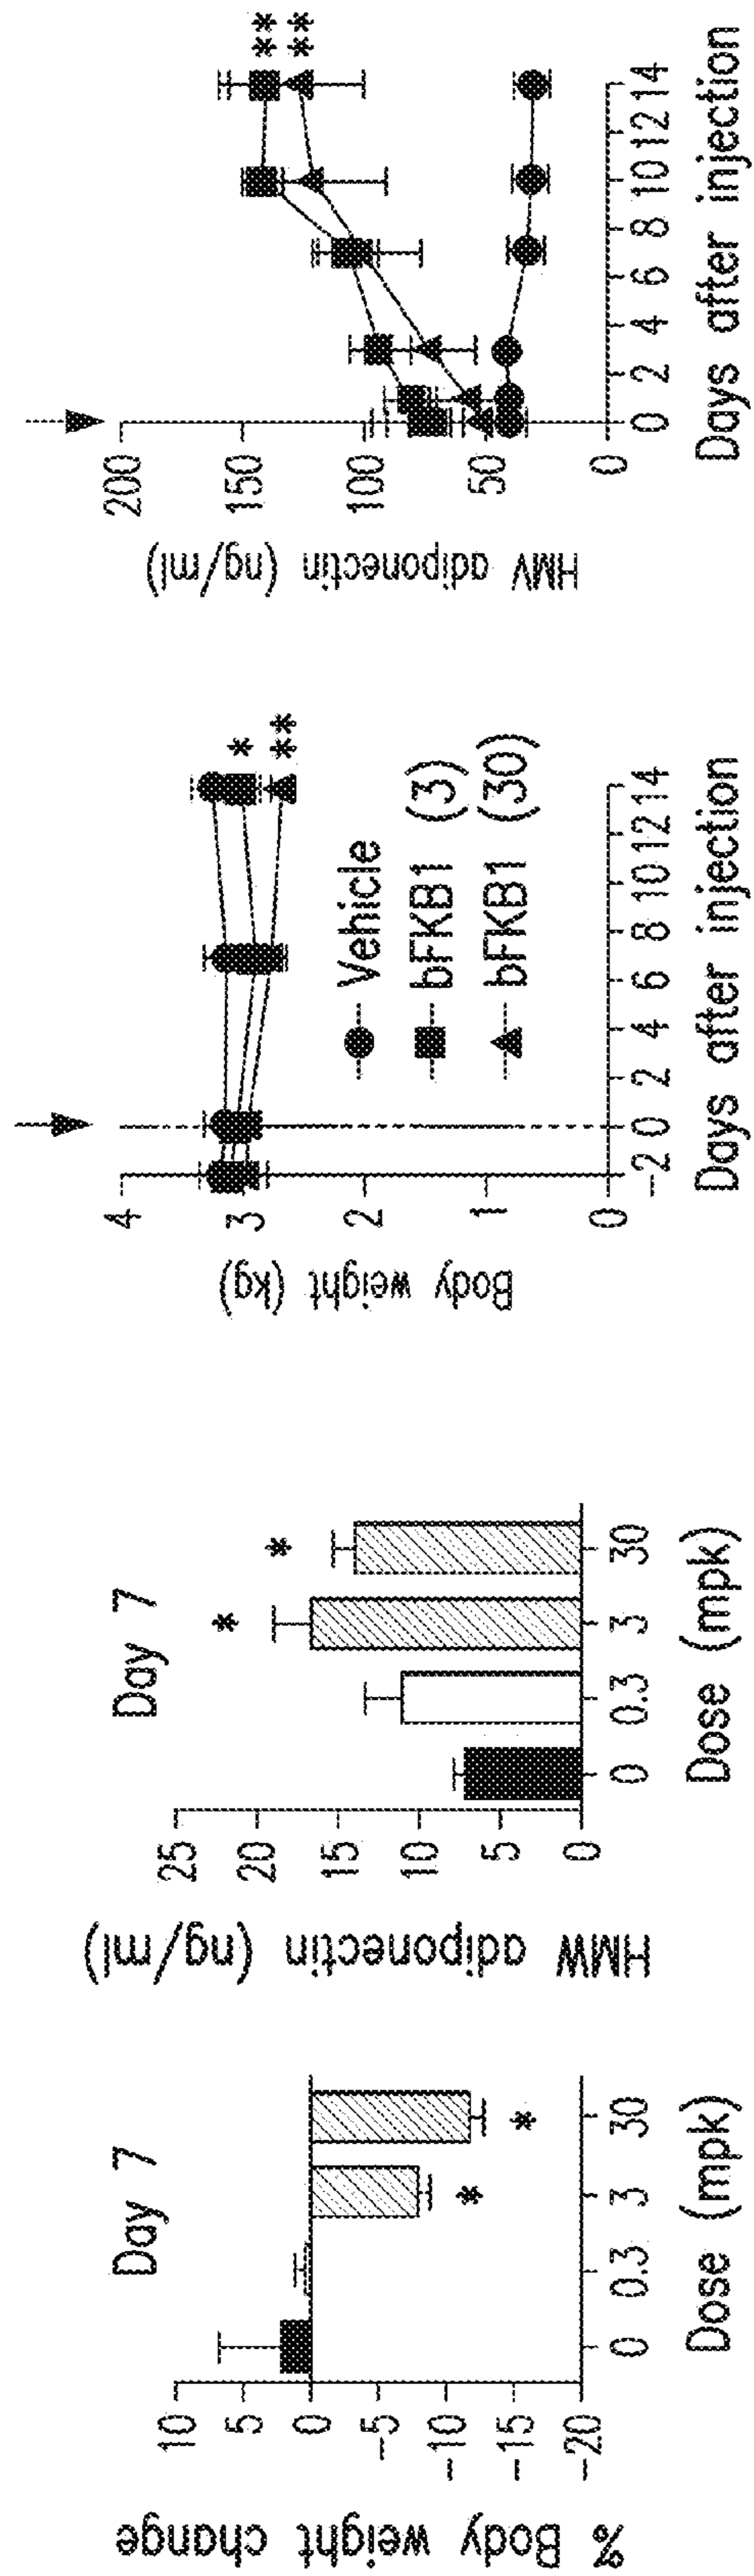 Day 7
% Body weight
change
10
5
0
-5
-10
-15
-20
*
*
0 0.3 3 30
Dose (mpk)
Day 7
HMW adiponectin (ng/ml)
25
20
15
10
5
0
*
*
0 0.3 3 30
Dose (mpk)
Body weight (kg)
4
3
2
1
0
*
**
Vehicle
bFKB1 (3)
bFKB1 (30)
-2 0 2 4 6 8 10 12 14
Days after injection
HMV adiponectin (ng/ml)
200
150
100
50
0
**
**
0 2 4 6 8 10 12 14
Days after injection